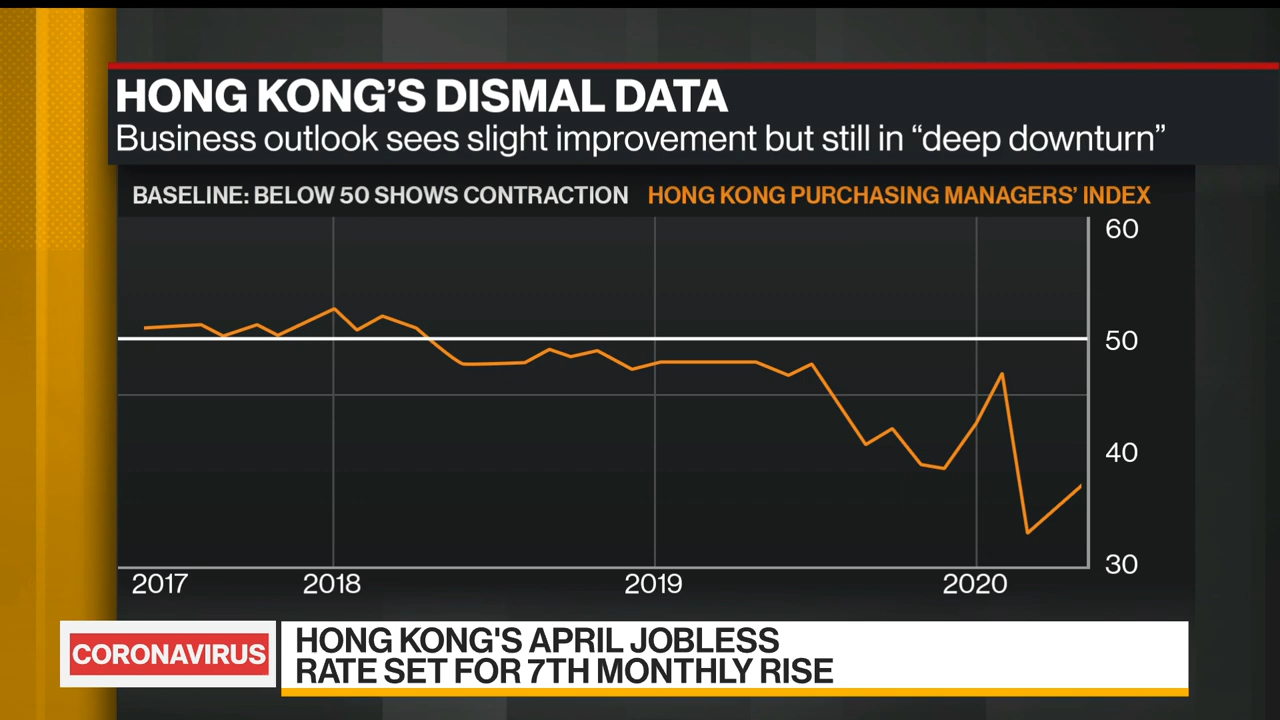 HONG KONG’S DISMAL DATA
Business outlook sees slight improvement but still in “deep downturn”
BASELINE: BELOW 50 SHOWS CONTRACTION HONG KONG PURCHASING MANAGERS’ INDEX
60
50
40
30
2017 2018 2019 2020
CORONAVIRUS
HONG KONG'S APRIL JOBLESS
RATE SET FOR 7TH MONTHLY RISE